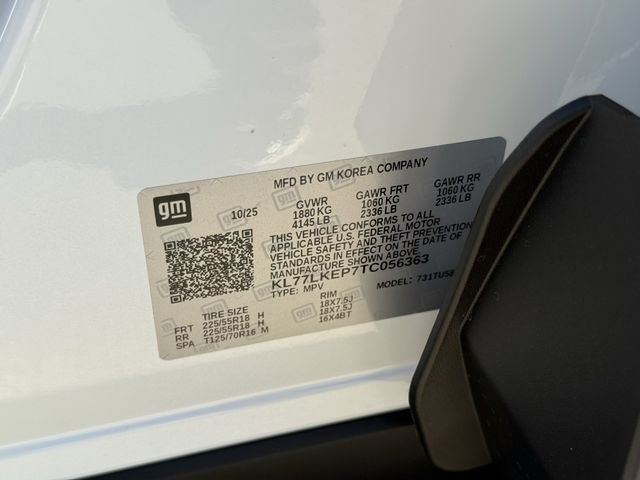 MFD BY GM KOREA COMPANY
gm
10/25
GVWR GAWR FRT GAWR RR
1880 KG 1060 KG 1060 KG
4145 LB 2336 LB 2336 LB
THIS VEHICLE CONFORMS TO ALL
APPLICABLE U.S. FEDERAL MOTOR
VEHICLE SAFETY AND THEFT PREVENTION
STANDARDS IN EFFECT ON THE DATE OF
MANUFACTURE SHOWN ABOVE.
KL77LKEP7TC056363
TYPE: MPV MODEL: 731TU58
TIRE SIZE RIM
FRT 225/55R18 H 18X7.5J
RR 225/55R18 H 18X7.5J
SPA T125/70R16 M 16X4BT